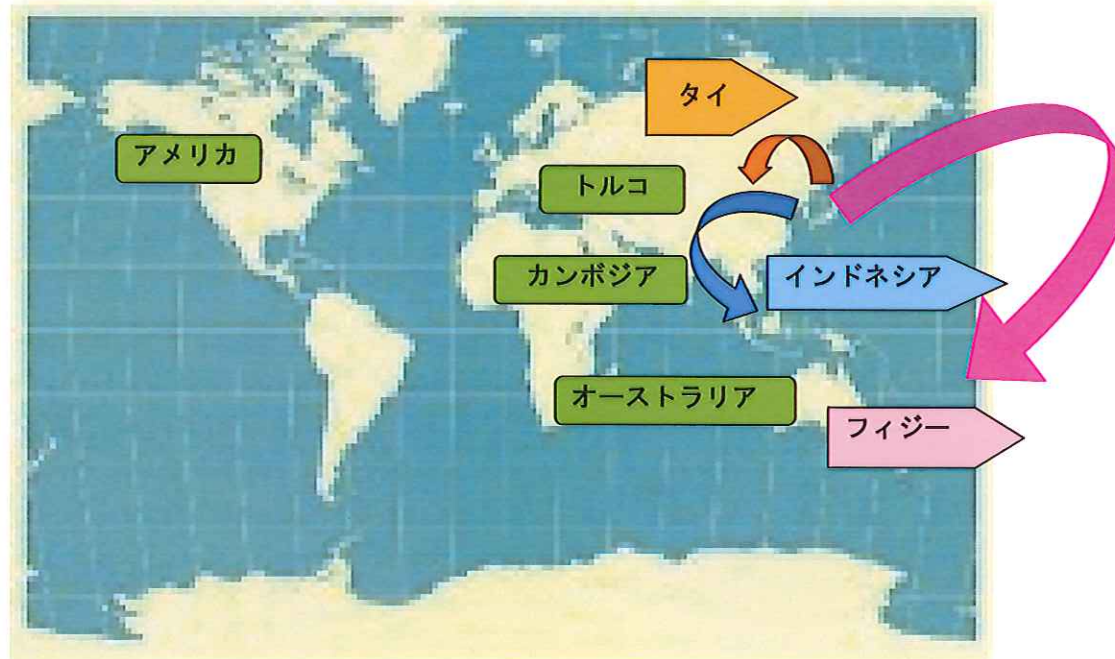 タイ
アメリカ
トルコ
カンボジア
インドネシア
オーストラリア
フィジー